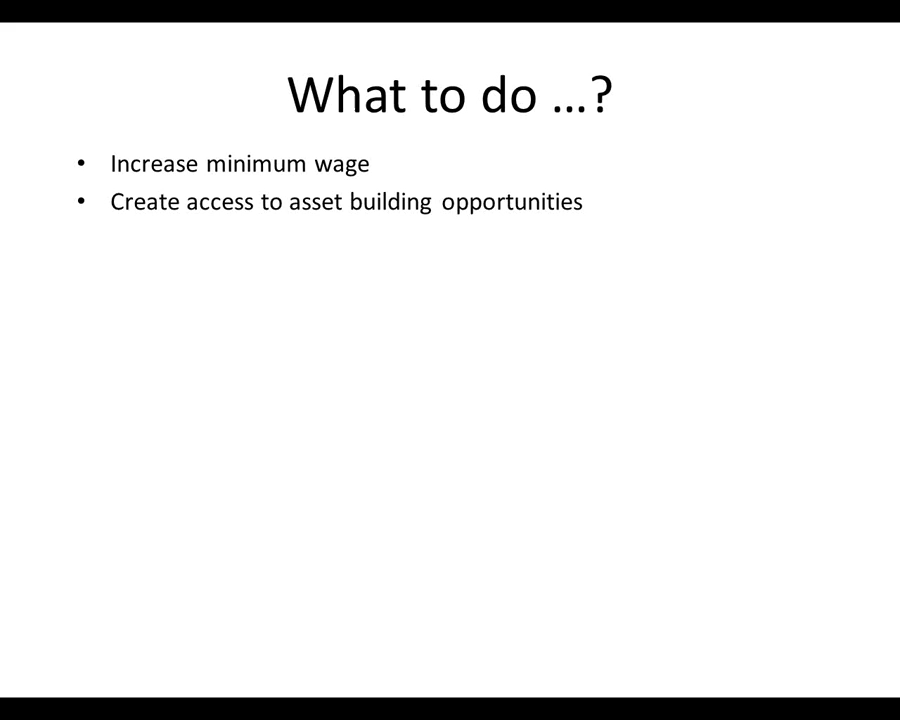 What to do ...?
• Increase minimum wage
• Create access to asset building opportunities